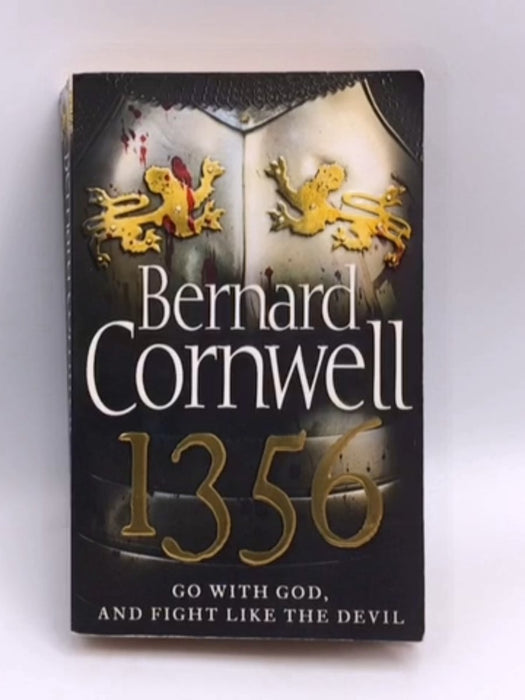 Bernard
Cornwell
1356
GO WITH GOD,
AND FIGHT LIKE THE DEVIL